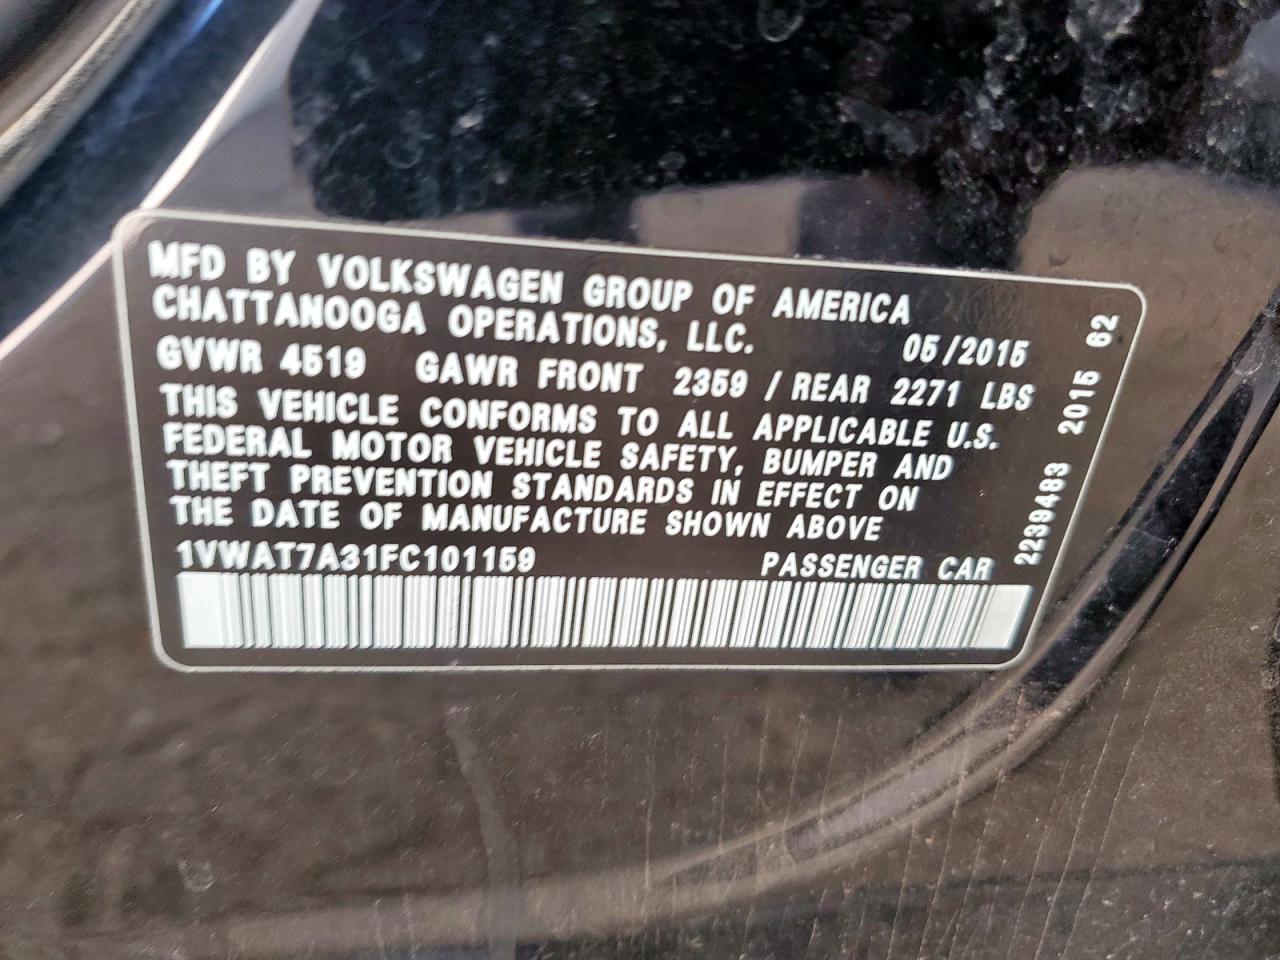 MFD BY VOLKSWAGEN GROUP OF AMERICA
CHATTANOOGA OPERATIONS, LLC. 05/2015
GVWR 4519 GAWR FRONT 2359 / REAR 2271 LBS
THIS VEHICLE CONFORMS TO ALL APPLICABLE U.S.
FEDERAL MOTOR VEHICLE SAFETY, BUMPER AND
THEFT PREVENTION STANDARDS IN EFFECT ON
THE DATE OF MANUFACTURE SHOWN ABOVE
1VWAT7A31FC101159 PASSENGER CAR
2239483 2015 62